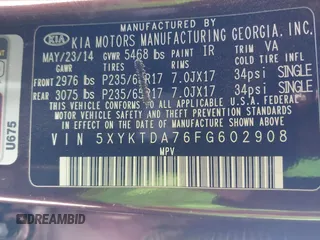 MANUFACTURED BY
KIA KIA MOTORS MANUFACTURING GEORGIA, INC.
MAY/23/14 GVWR 5468 lbs PAINT IR TRIM VA
GAWR TIRES RIMS COLD TIRE INFL
FRONT 2976 lbs P235/65R17 7.0JX17 34psi SINGLE
REAR 3075 lbs P235/65R17 7.0JX17 34psi SINGLE
THIS VEHICLE CONFORMS TO ALL APPLICABLE U.S.A. FEDERAL
MOTOR VEHICLE SAFETY AND THEFT PREVENTION STANDARDS
IN EFFECT ON THE DATE OF MANUFACTURE SHOWN ABOVE.
VIN 5XYKTDA76FG602908
MPV
U675
DREAMBID